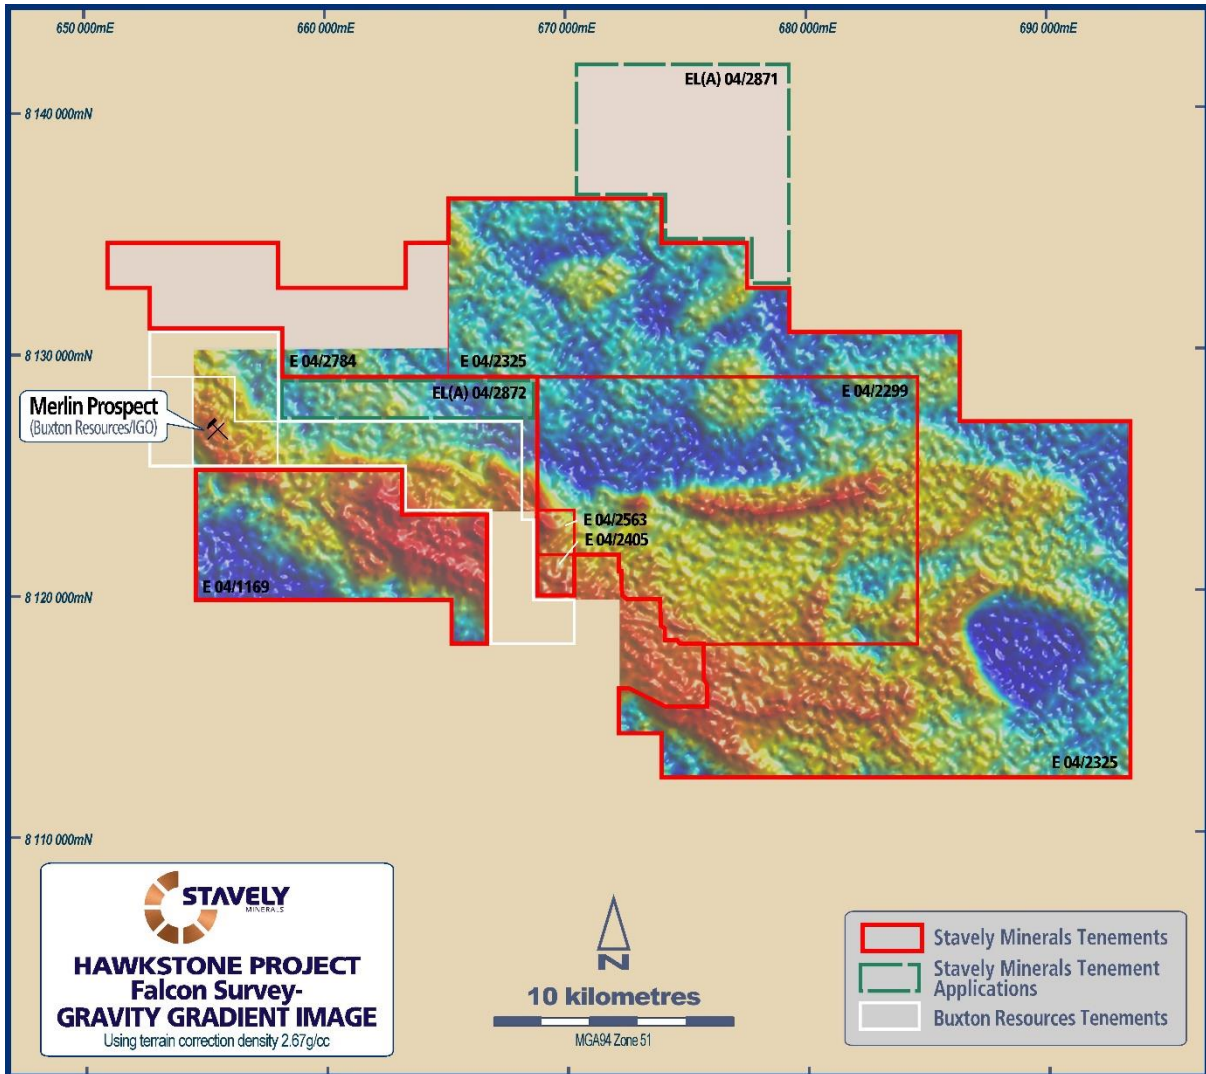 650 000mE
660 000mE
670 000mE
680 000mE
690 000mE
EL(A) 04/2871
8 140 000mN
8 130 000mN
E 04/2784
E 04/2325
E 04/2299
EL(A) 04/2872
Merlin Prospect
(Buxton Resources/IGO)
E 04/2563
E 04/2405
E 04/1169
8 120 000mN
E 04/2325
8 110 000mN
STAVELY
MINERALS
HAWKSTONE PROJECT
Falcon Survey-
GRAVITY GRADIENT IMAGE
Using terrain correction density 2.67g/cc
N
10 kilometres
MGA94 Zone 51
Stavely Minerals Tenements
Stavely Minerals Tenement
Applications
Buxton Resources Tenements